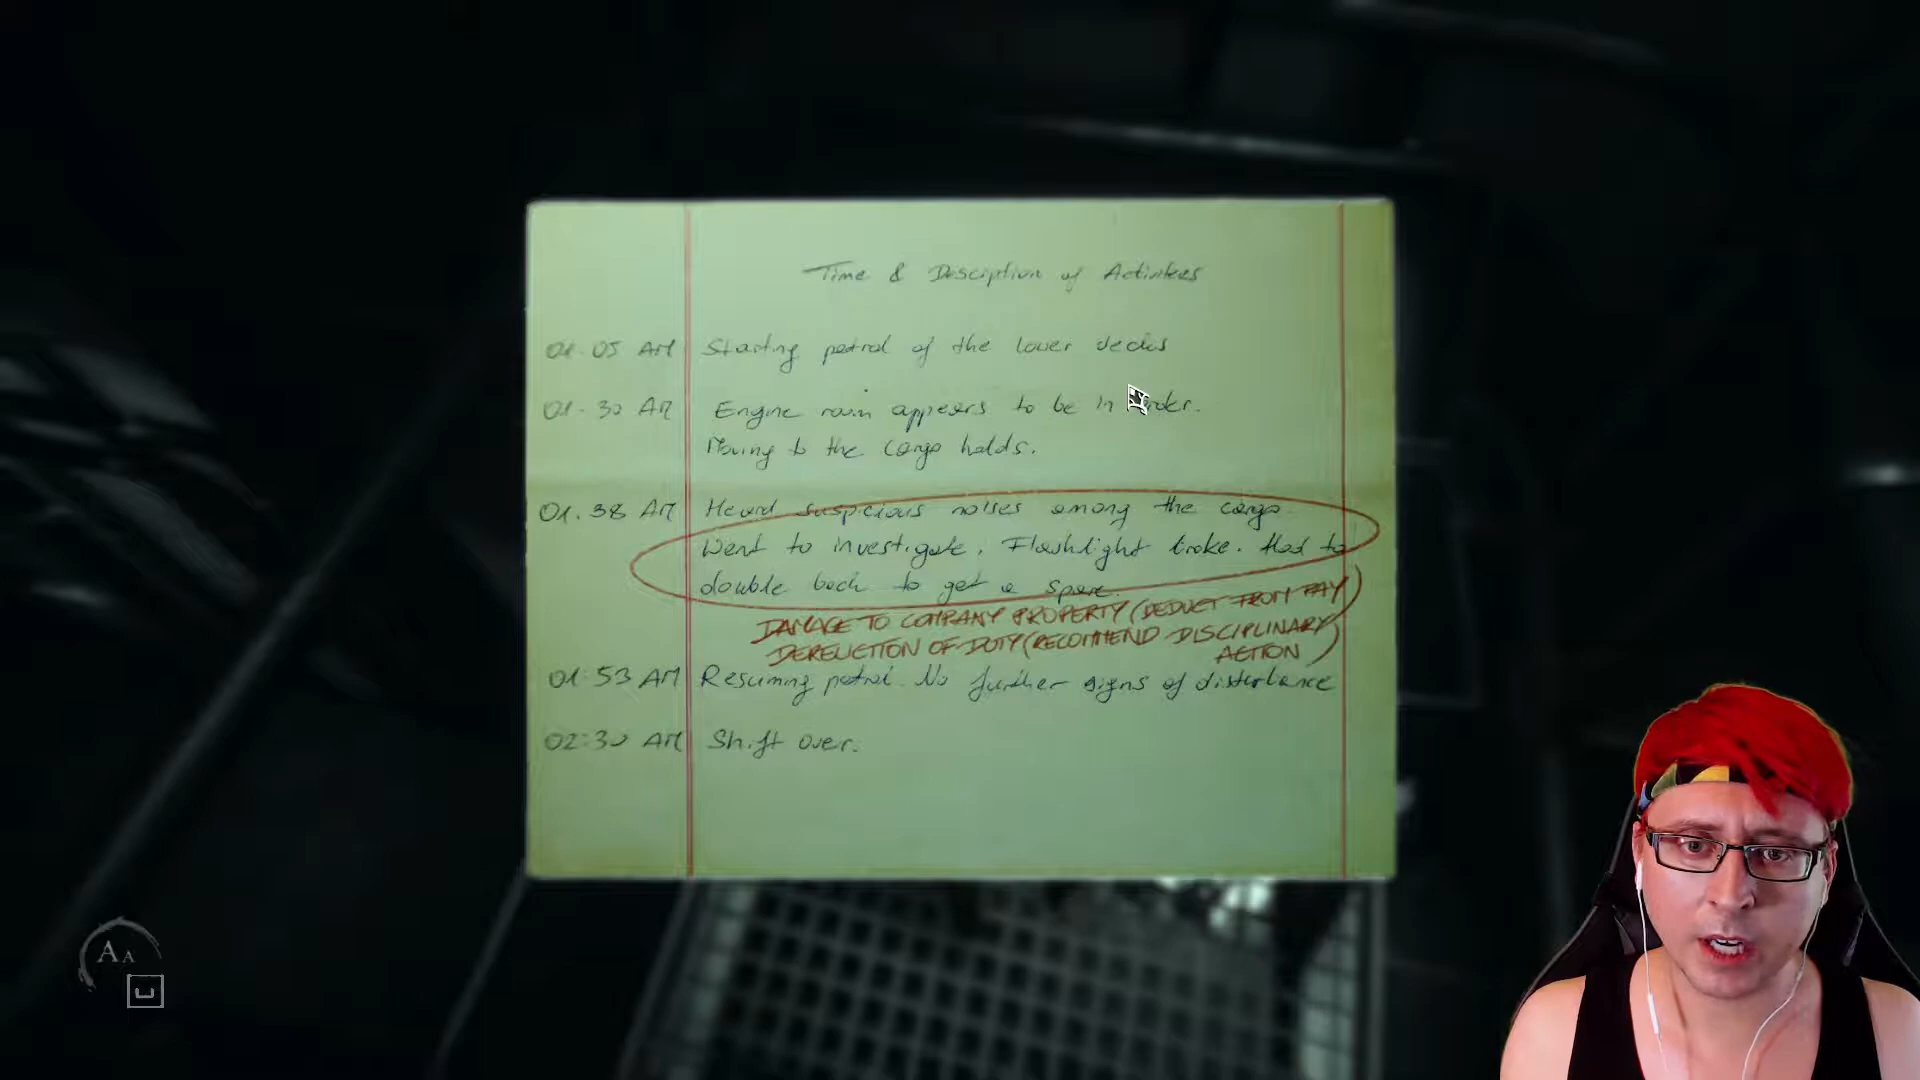 Time & Desciption of Activities
01.05 AM Starting patrol of the lower decks
01.30 AM Engine room appears to be in order.
Moving to the cargo holds.
01.38 AM Heard suspicious noises among the cargo.
Went to investigate. Flashlight broke. Had to
double back to get a spare.
DAMAGE TO COMPANY PROPERTY (DEDUCT FROM PAY)
DERELICTION OF DUTY (RECOMMEND DISCIPLINARY
ACTION)
01:53 AM Resuming patrol. No further signs of disturbance
02:30 AM Shift over.
A A